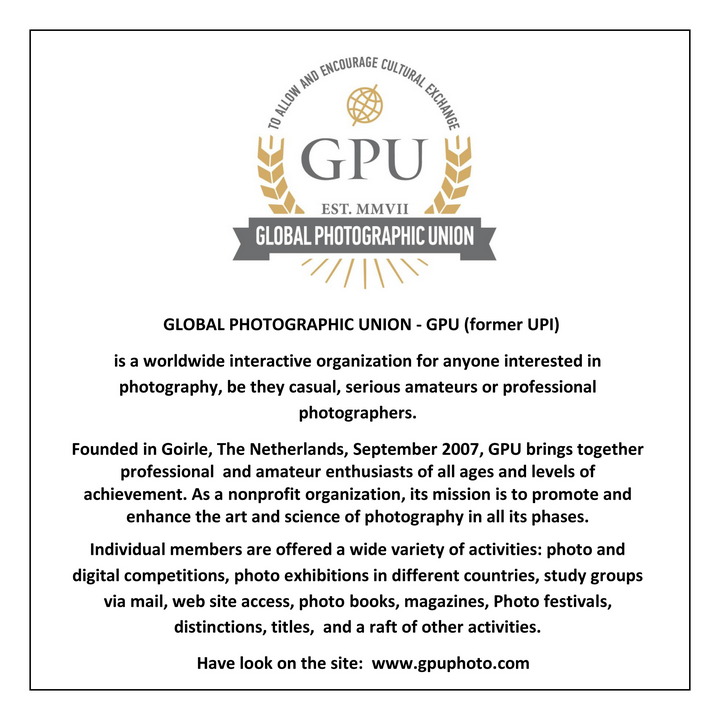 TO ALLOW AND ENCOURAGE CULTURAL EXCHANGE
GPU
EST. MMVII
GLOBAL PHOTOGRAPHIC UNION
GLOBAL PHOTOGRAPHIC UNION - GPU (former UPI)
is a worldwide interactive organization for anyone interested in
photography, be they casual, serious amateurs or professional
photographers.
Founded in Goirle, The Netherlands, September 2007, GPU brings together
professional  and amateur enthusiasts of all ages and levels of
achievement. As a nonprofit organization, its mission is to promote and
enhance the art and science of photography in all its phases.
Individual members are offered a wide variety of activities: photo and
digital competitions, photo exhibitions in different countries, study groups
via mail, web site access, photo books, magazines, Photo festivals,
distinctions, titles,  and a raft of other activities.
Have look on the site:  www.gpuphoto.com